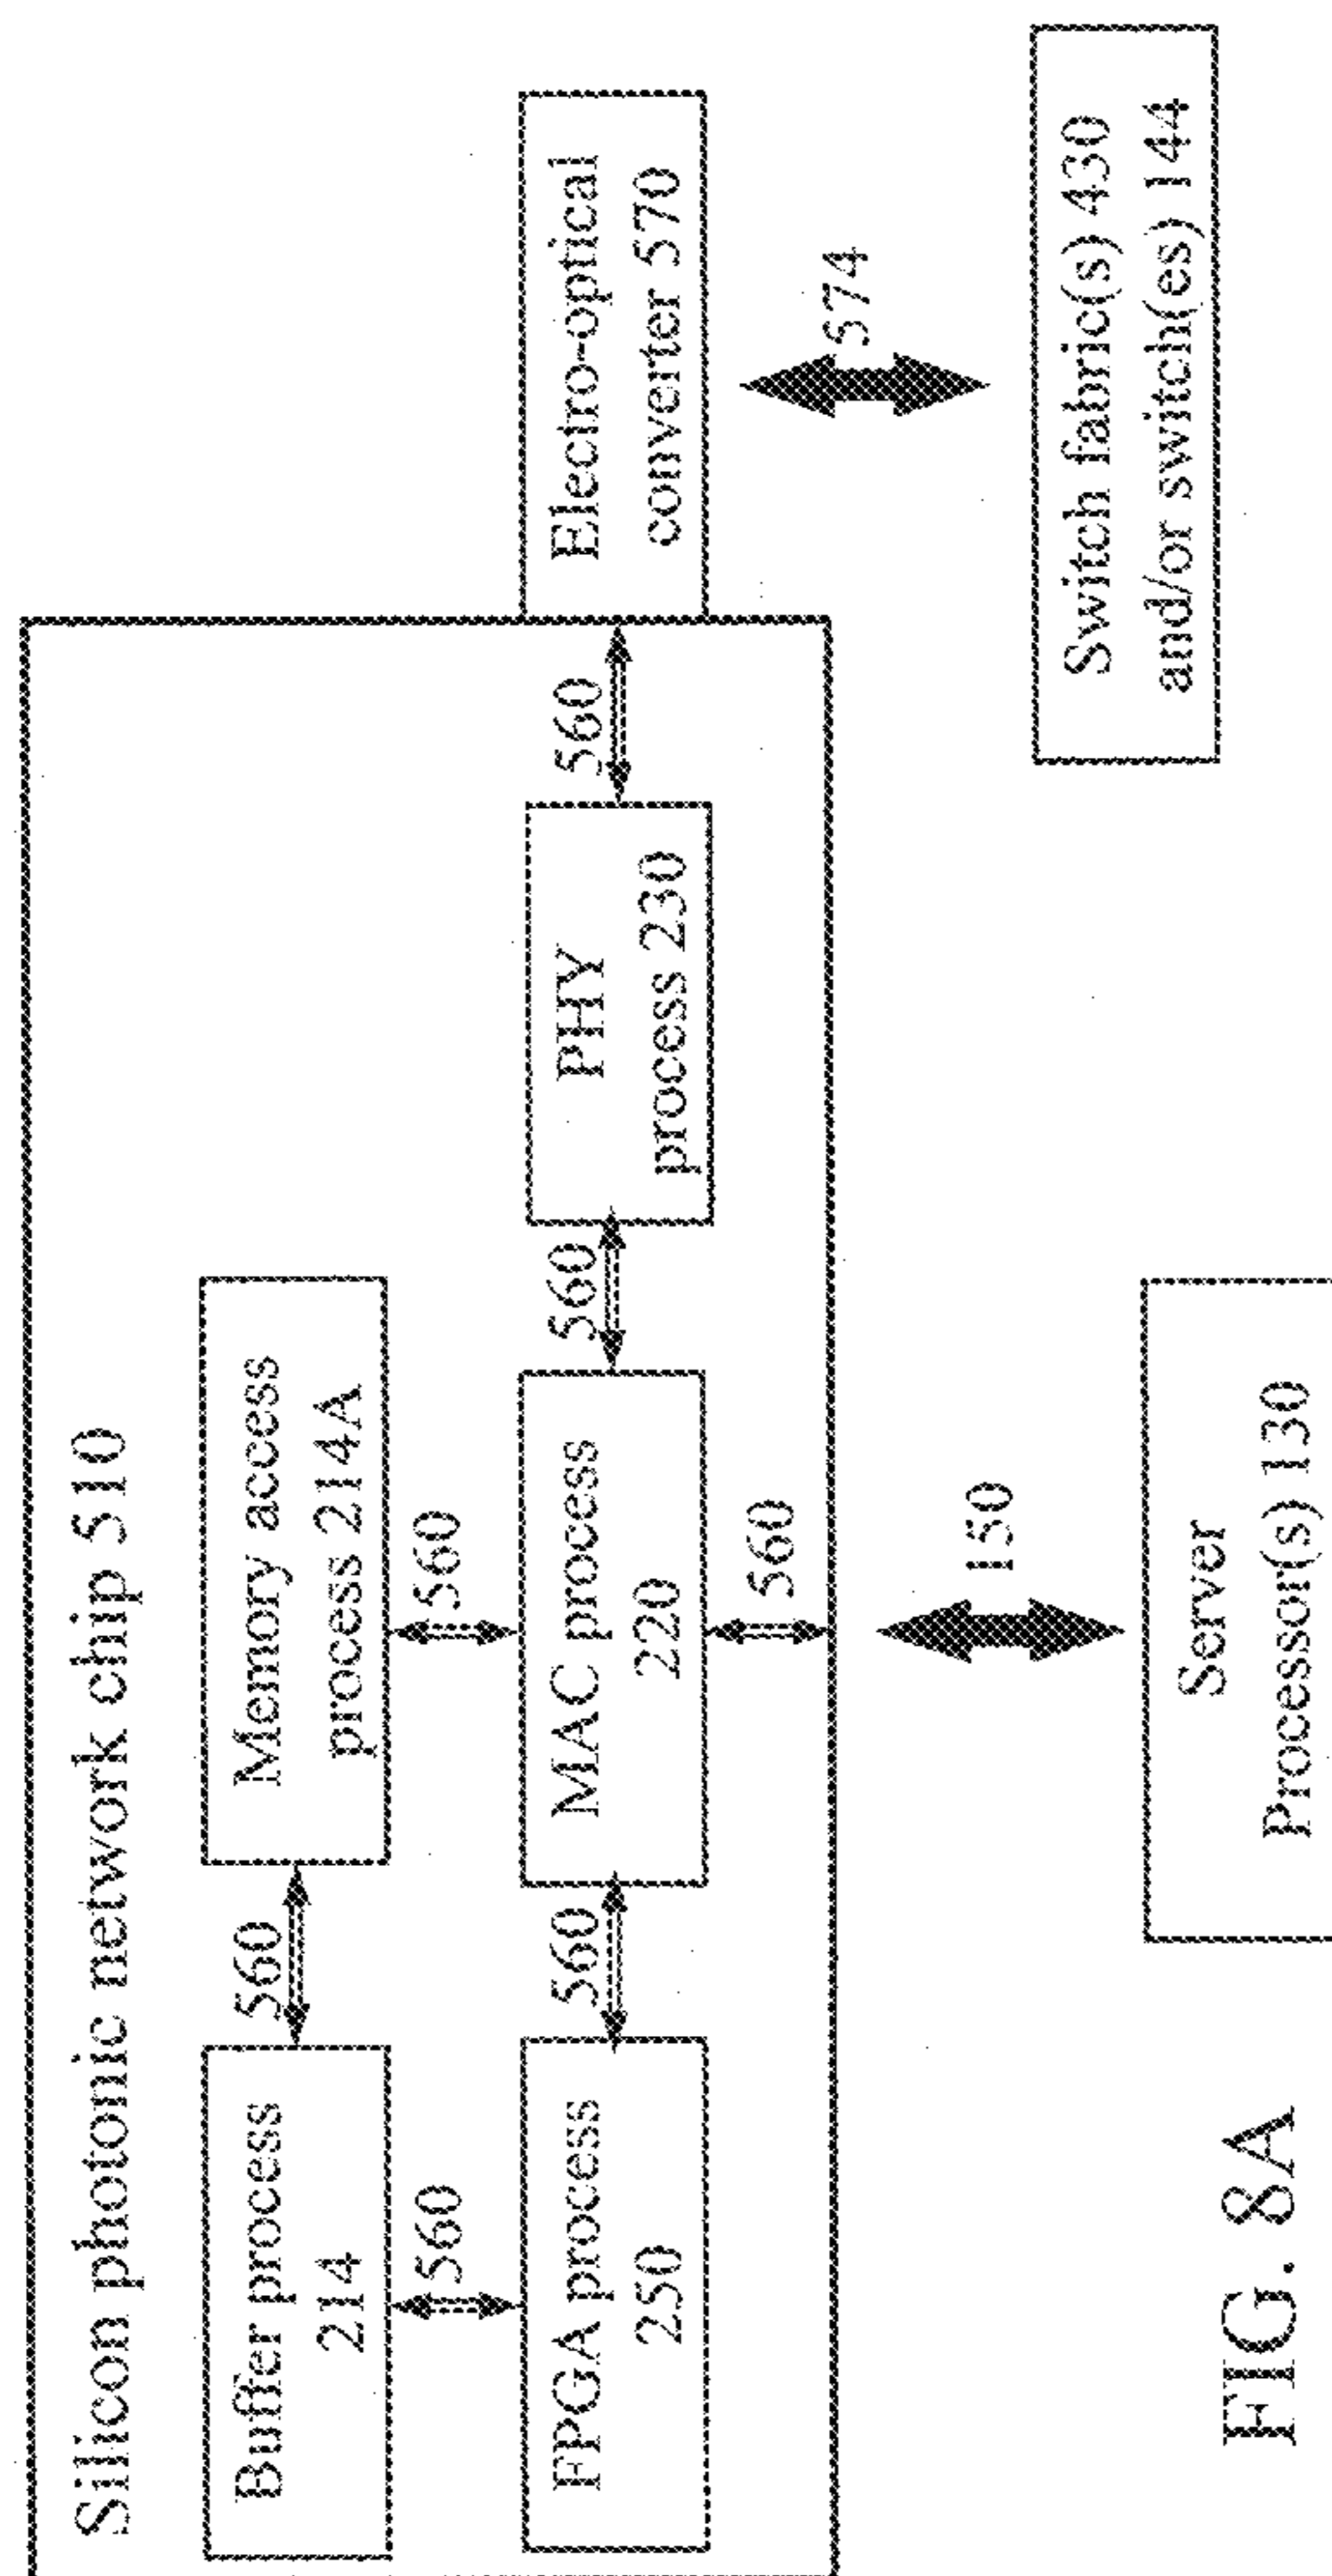 Silicon photonic network chip 510
Buffer process
214
560
Memory access
process 214A
560
560
FPGA process
250
560
MAC process
220
560
PHY
process 230
560
Electro-optical
converter 570
560
574
150
Switch fabric(s) 430
and/or switch(es) 144
Server
Processor(s) 130
FIG. 8A